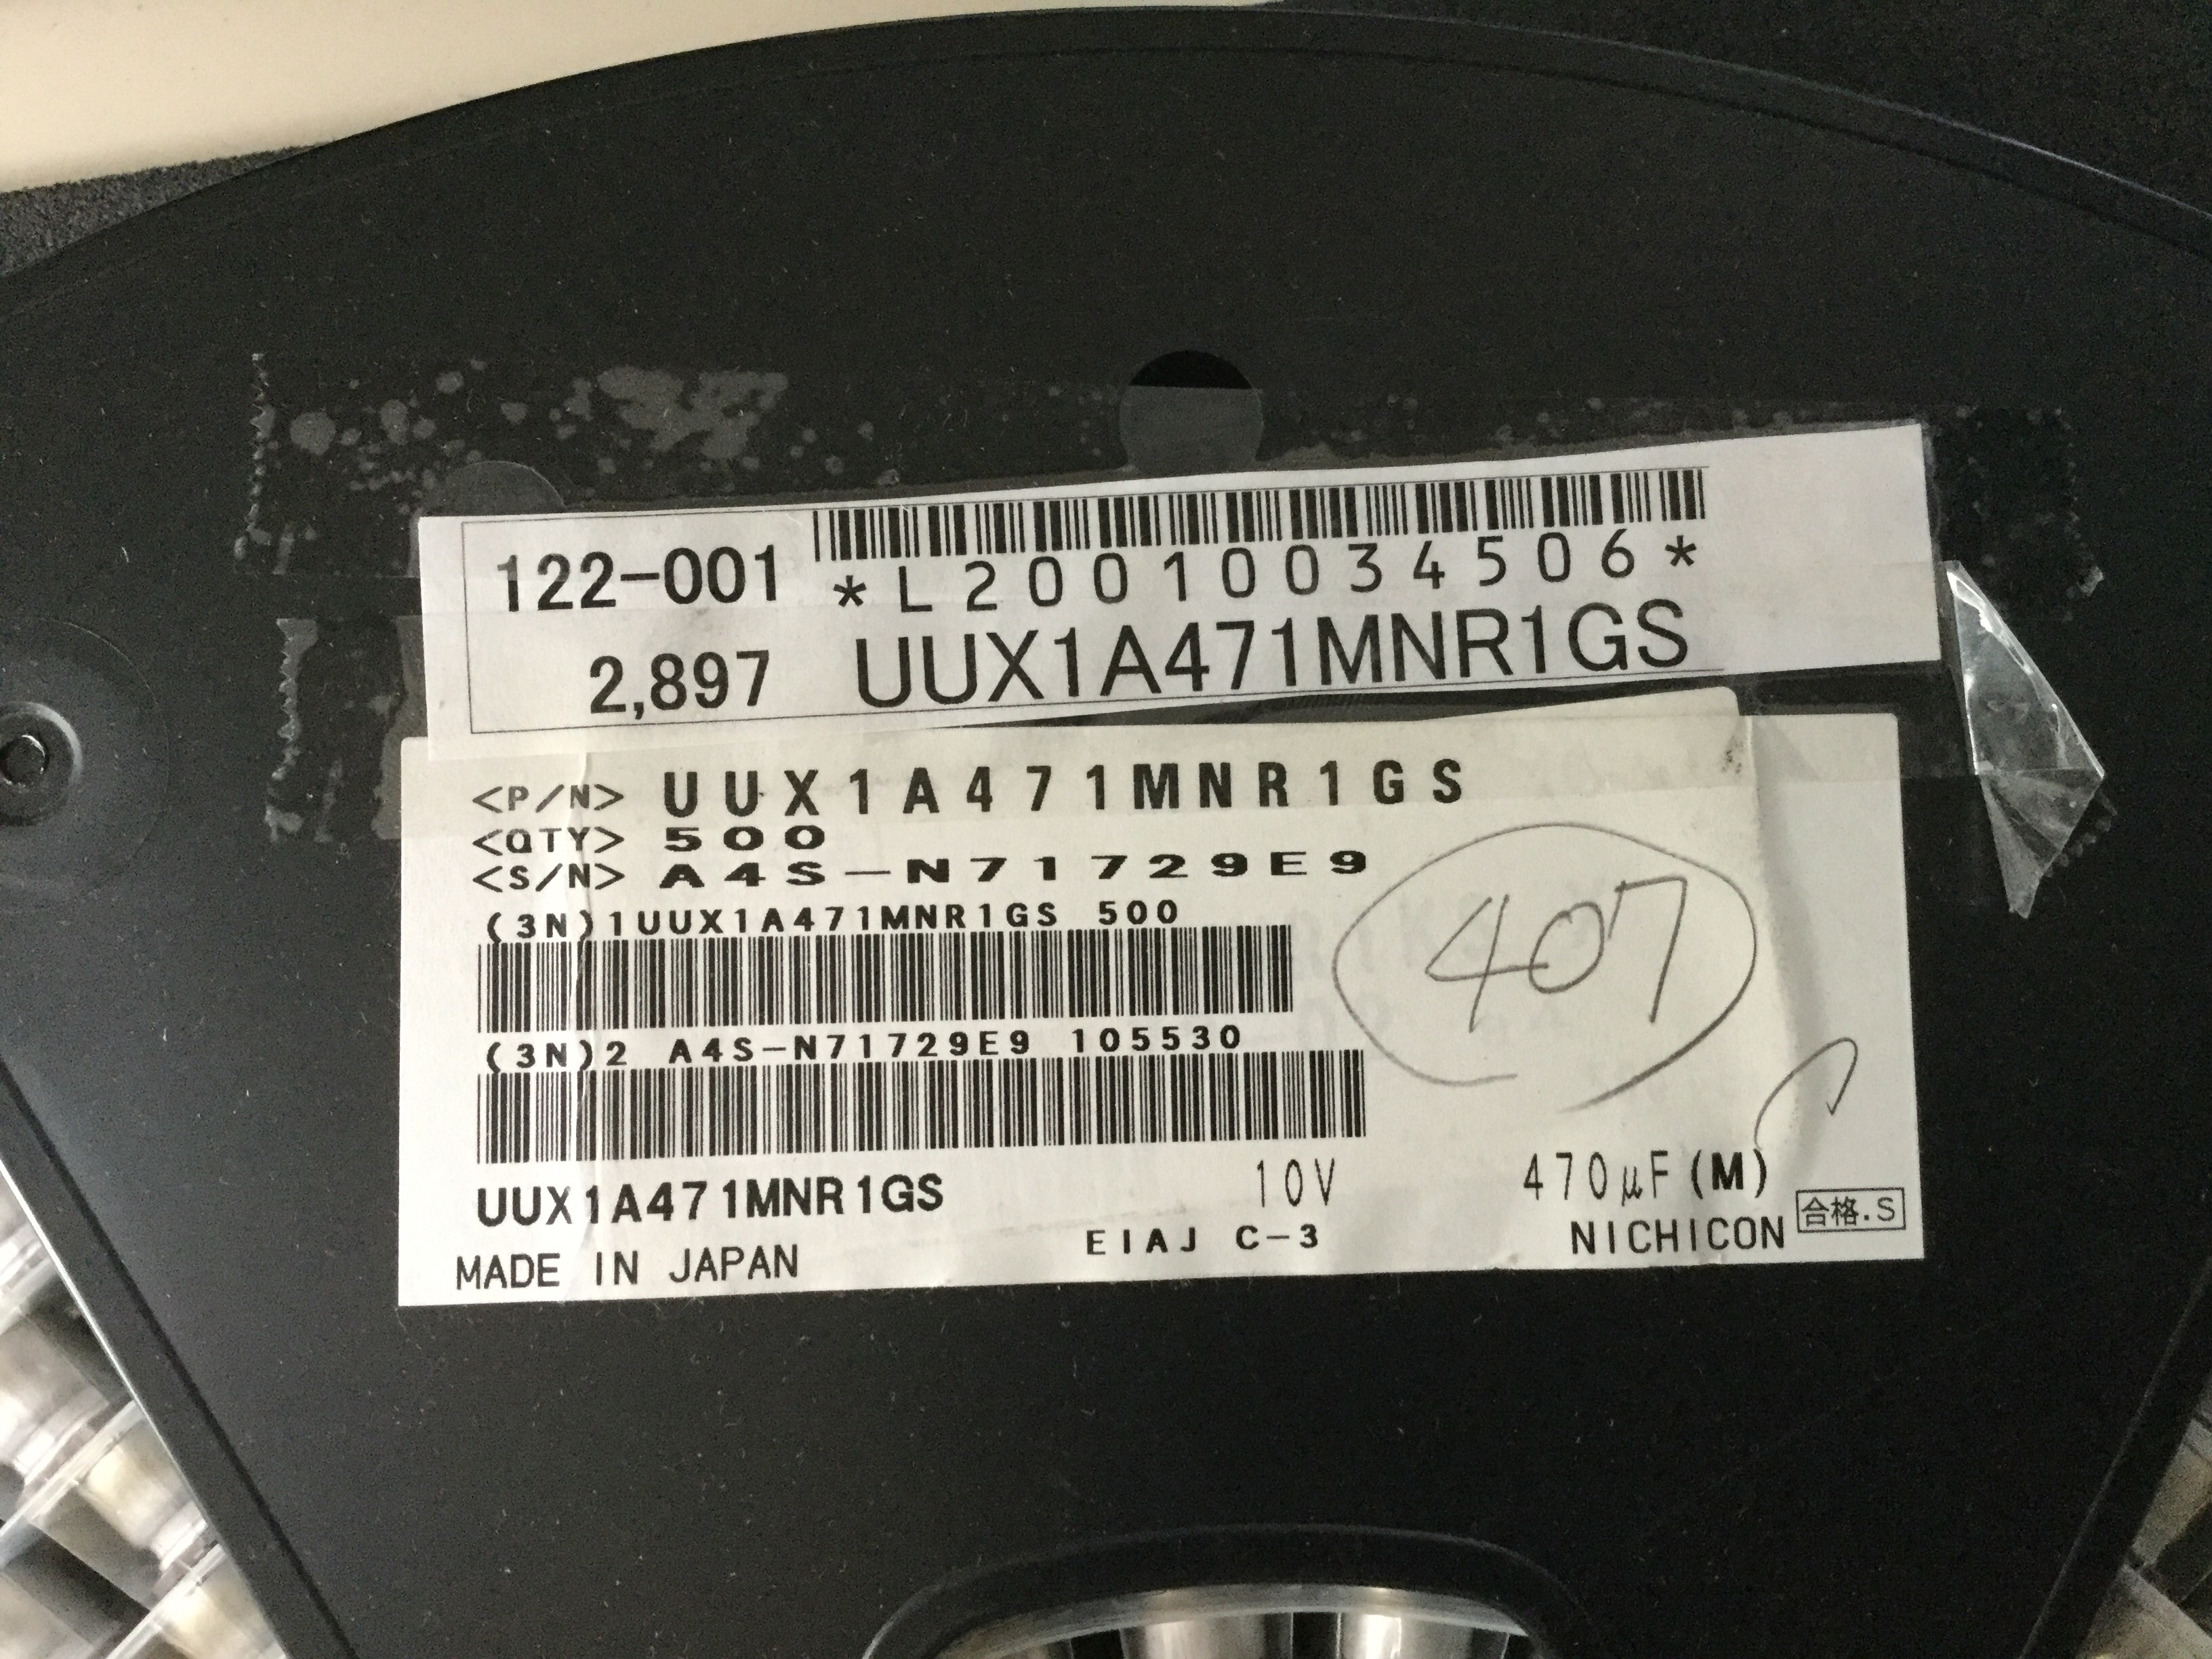 122-001
*L20010034506*
2,897 UUX1A471MNR1GS
<P/N> UUX1A471MNR1GS
<QTY> 500
<S/N> A4S-N71729E9
(3N)1UUX1A471MNR1GS 500
407
(3N)2 A4S-N71729E9 105530
UUX1A471MNR1GS 10V 470μF(M)
MADE IN JAPAN EIAJ C-3 NICHICON 合格.S